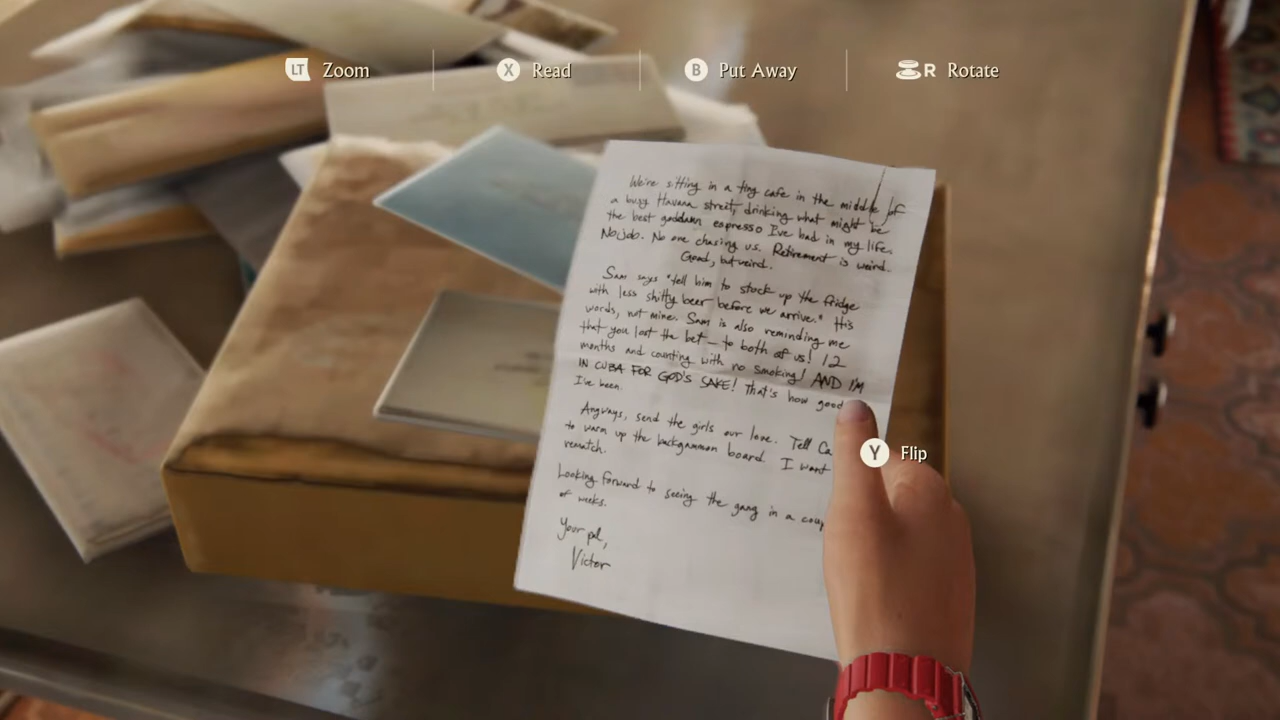 LT Zoom
X Read
B Put Away
R Rotate
We're sitting in a tiny cafe in the middle of
a busy Havana street, drinking what might be
the best goddamn espresso I've had in my life.
No job. No one chasing us. Retirement is weird.
Good, but weird.
Sam says "tell him to stock up the fridge
with less shitty beer before we arrive." His
words, not mine. Sam is also reminding me
that you lost the bet — to both of us! 12
months and counting with no smoking! AND I'M
IN CUBA FOR GOD'S SAKE! That's how good
I've been.
Anyways, send the girls our love. Tell Ca
to warm up the backgammon board. I want
rematch.
Y Flip
Looking forward to seeing the gang in a coup
of weeks.
Your pal,
Victor